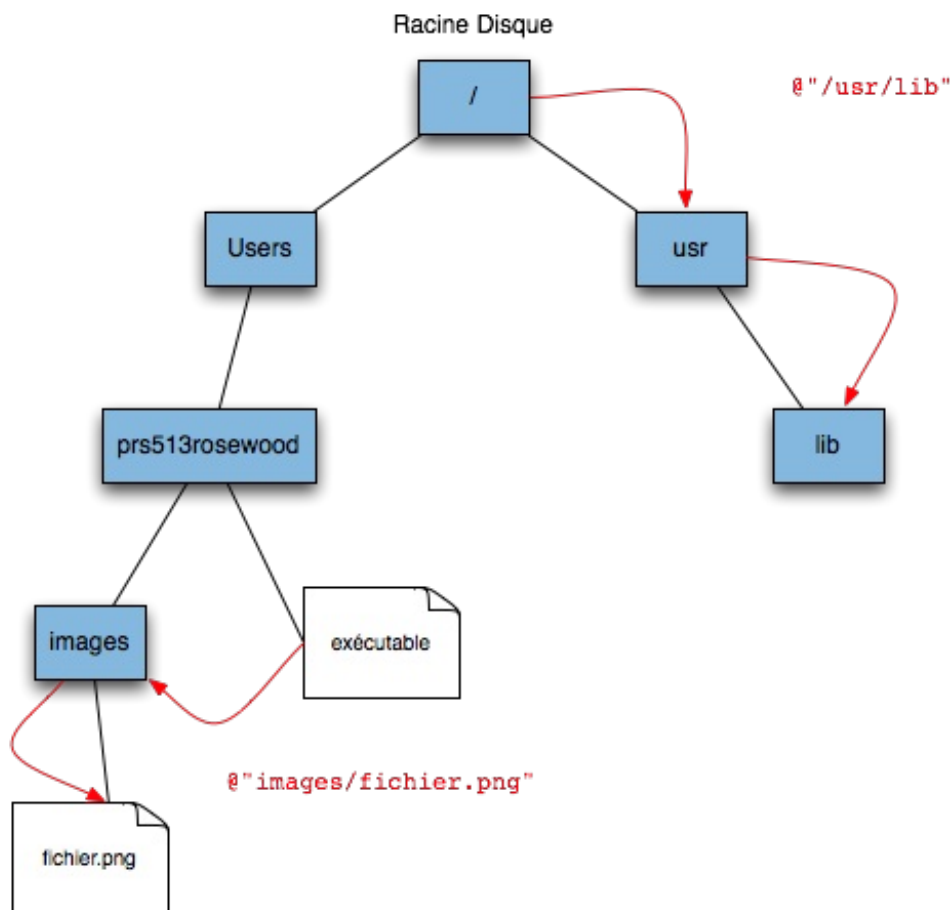 Racine Disque
/
@"/usr/lib"
Users
usr
prs513rosewood
lib
images
exécutable
@"images/fichier.png"
fichier.png